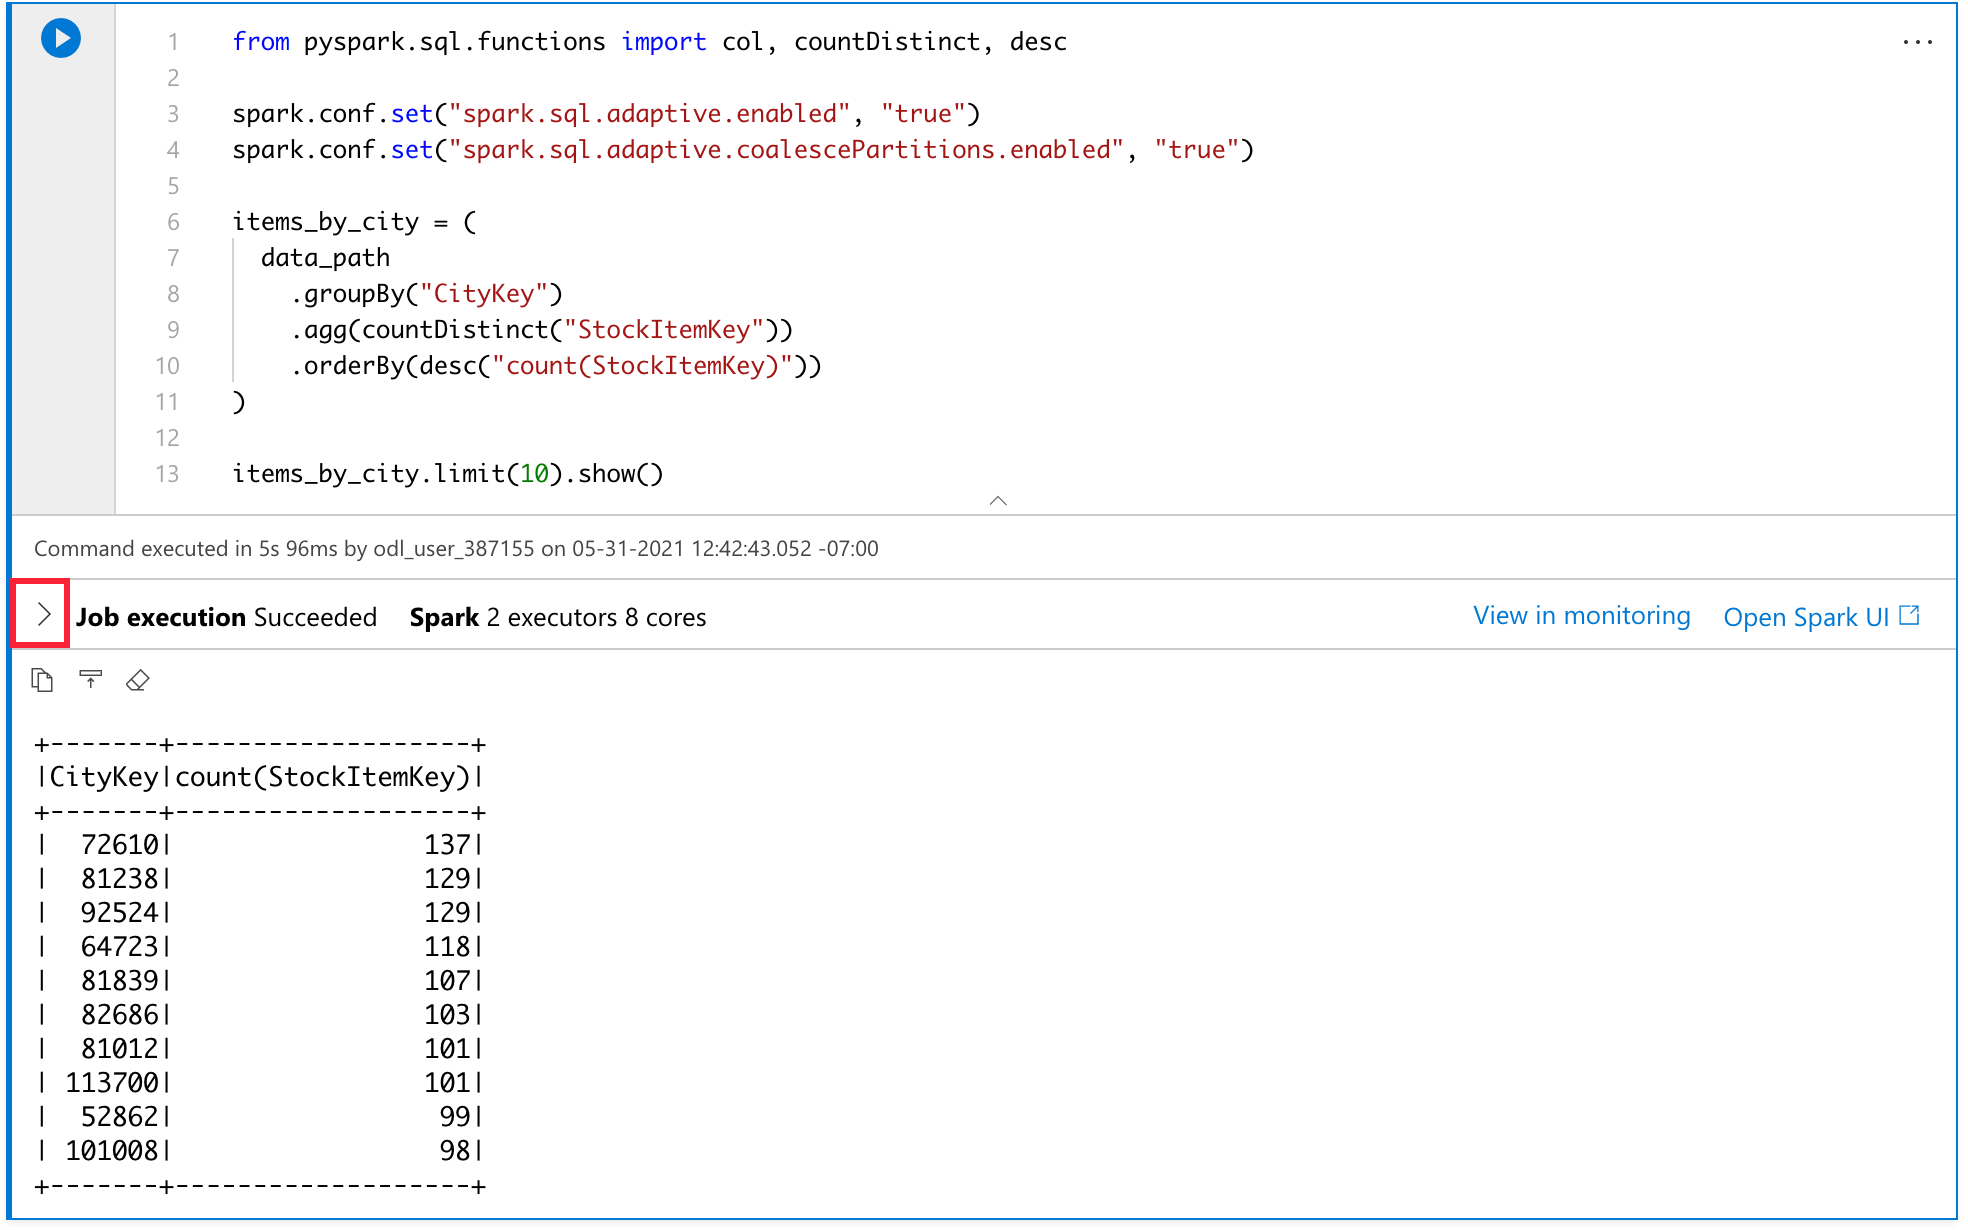 1 from pyspark.sql.functions import col, countDistinct, desc
2
3 spark.conf.set("spark.sql.adaptive.enabled", "true")
4 spark.conf.set("spark.sql.adaptive.coalescePartitions.enabled", "true")
5
6 items_by_city = (
7   data_path
8     .groupBy("CityKey")
9     .agg(countDistinct("StockItemKey"))
10     .orderBy(desc("count(StockItemKey)"))
11 )
12
13 items_by_city.limit(10).show()
Command executed in 5s 96ms by odl_user_387155 on 05-31-2021 12:42:43.052 -07:00
Job execution Succeeded Spark 2 executors 8 cores View in monitoring Open Spark UI
+-------+-------------------+
|CityKey|count(StockItemKey)|
+-------+-------------------+
|  72610|                137|
|  81238|                129|
|  92524|                129|
|  64723|                118|
|  81839|                107|
|  82686|                103|
|  81012|                101|
| 113700|                101|
|  52862|                 99|
| 101008|                 98|
+-------+-------------------+